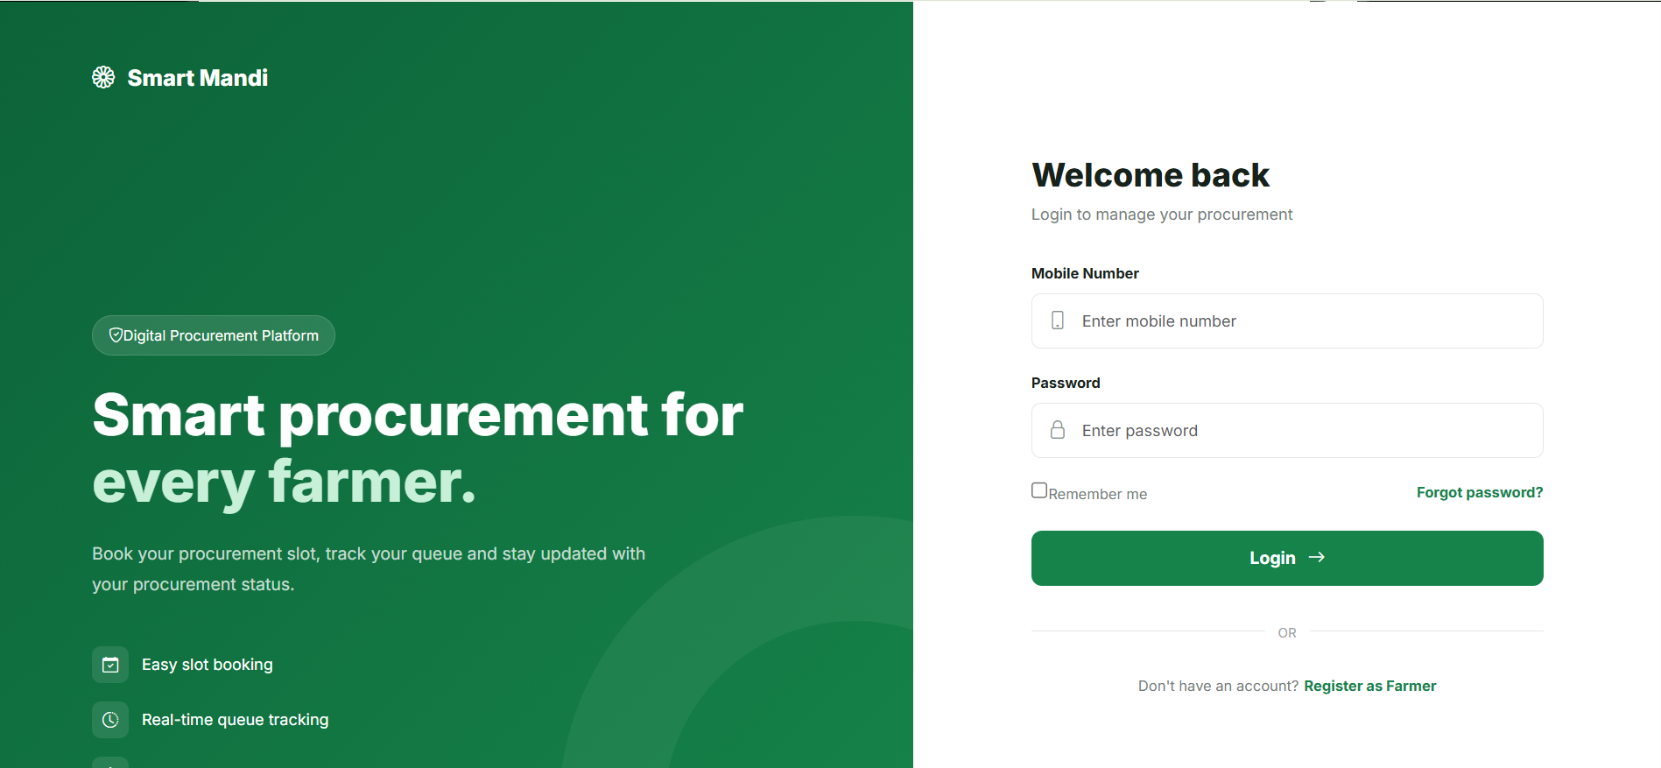 Smart Mandi
Digital Procurement Platform
Smart procurement for
every farmer.
Book your procurement slot, track your queue and stay updated with
your procurement status.
Easy slot booking
Real-time queue tracking
Welcome back
Login to manage your procurement
Mobile Number
Enter mobile number
Password
Enter password
Remember me
Forgot password?
Login
OR
Don't have an account? Register as Farmer